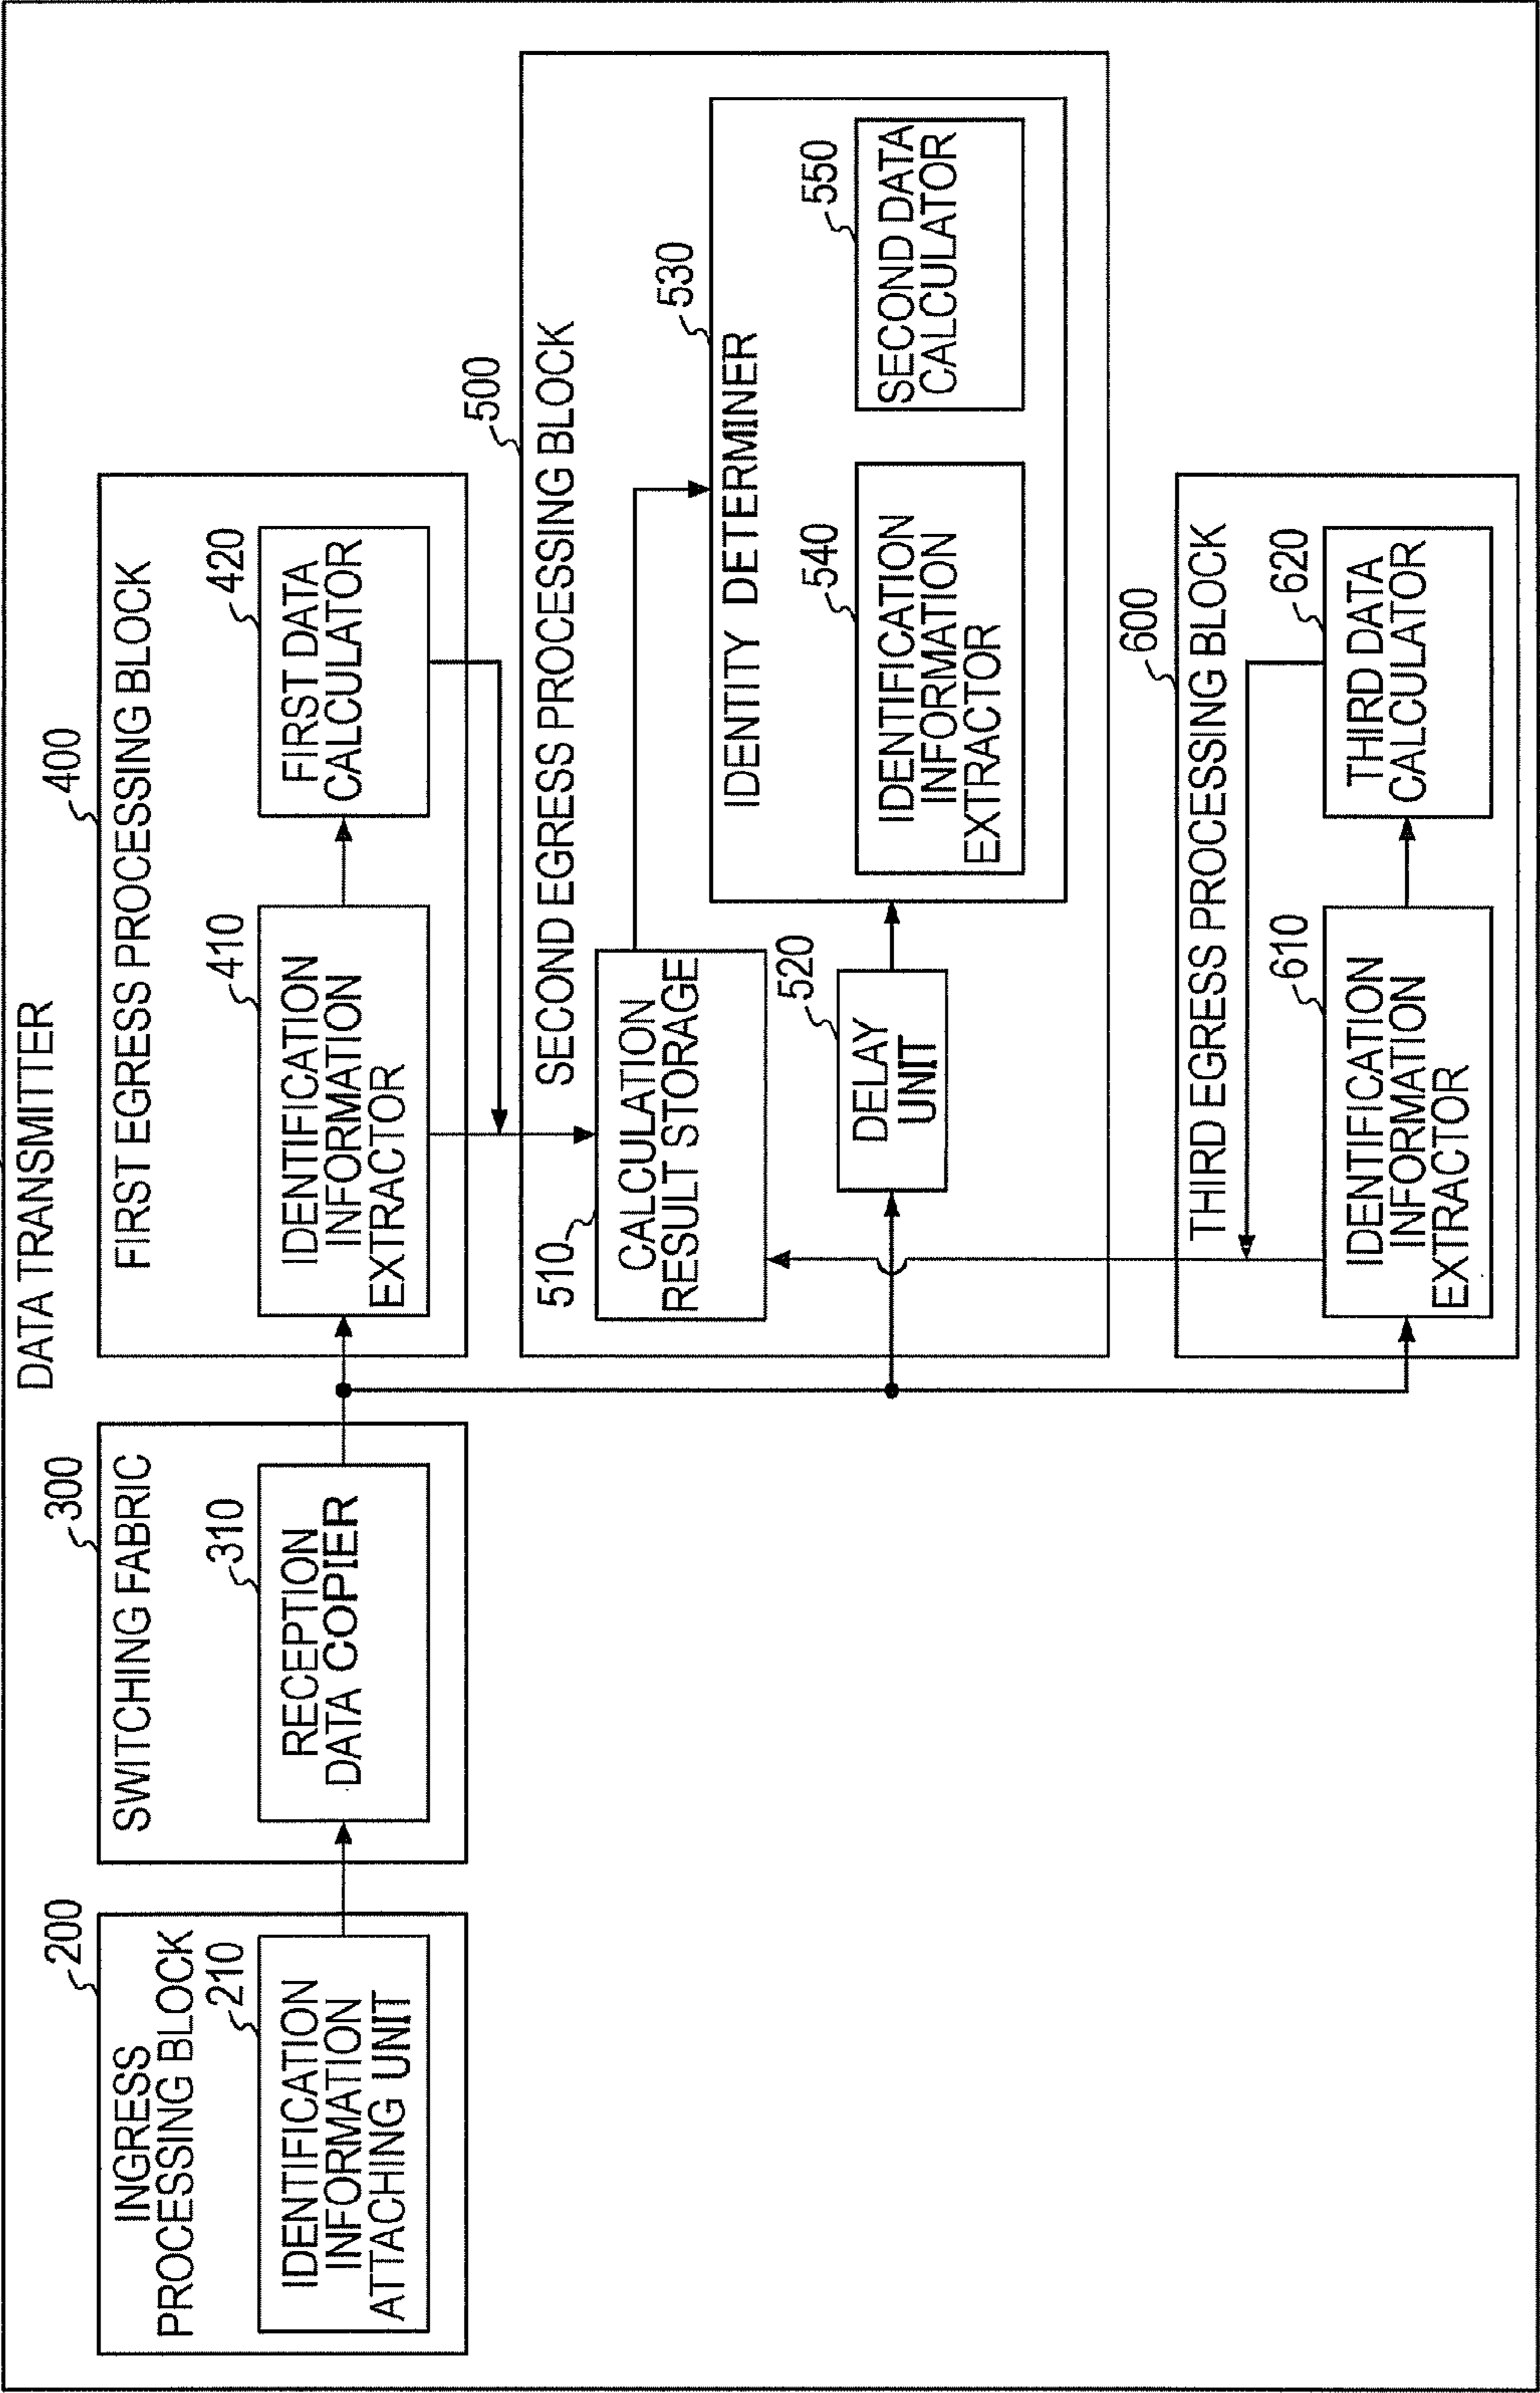 DATA TRANSMITTER
200
INGRESS
PROCESSING BLOCK
210
IDENTIFICATION
INFORMATION
ATTACHING UNIT
300
SWITCHING FABRIC
310
RECEPTION
DATA COPIER
400
FIRST EGRESS PROCESSING BLOCK
410
IDENTIFICATION
INFORMATION
EXTRACTOR
420
FIRST DATA
CALCULATOR
500
SECOND EGRESS PROCESSING BLOCK
510
CALCULATION
RESULT STORAGE
520
DELAY
UNIT
530
IDENTITY DETERMINER
540
IDENTIFICATION
INFORMATION
EXTRACTOR
550
SECOND DATA
CALCULATOR
600
THIRD EGRESS PROCESSING BLOCK
610
IDENTIFICATION
INFORMATION
EXTRACTOR
620
THIRD DATA
CALCULATOR